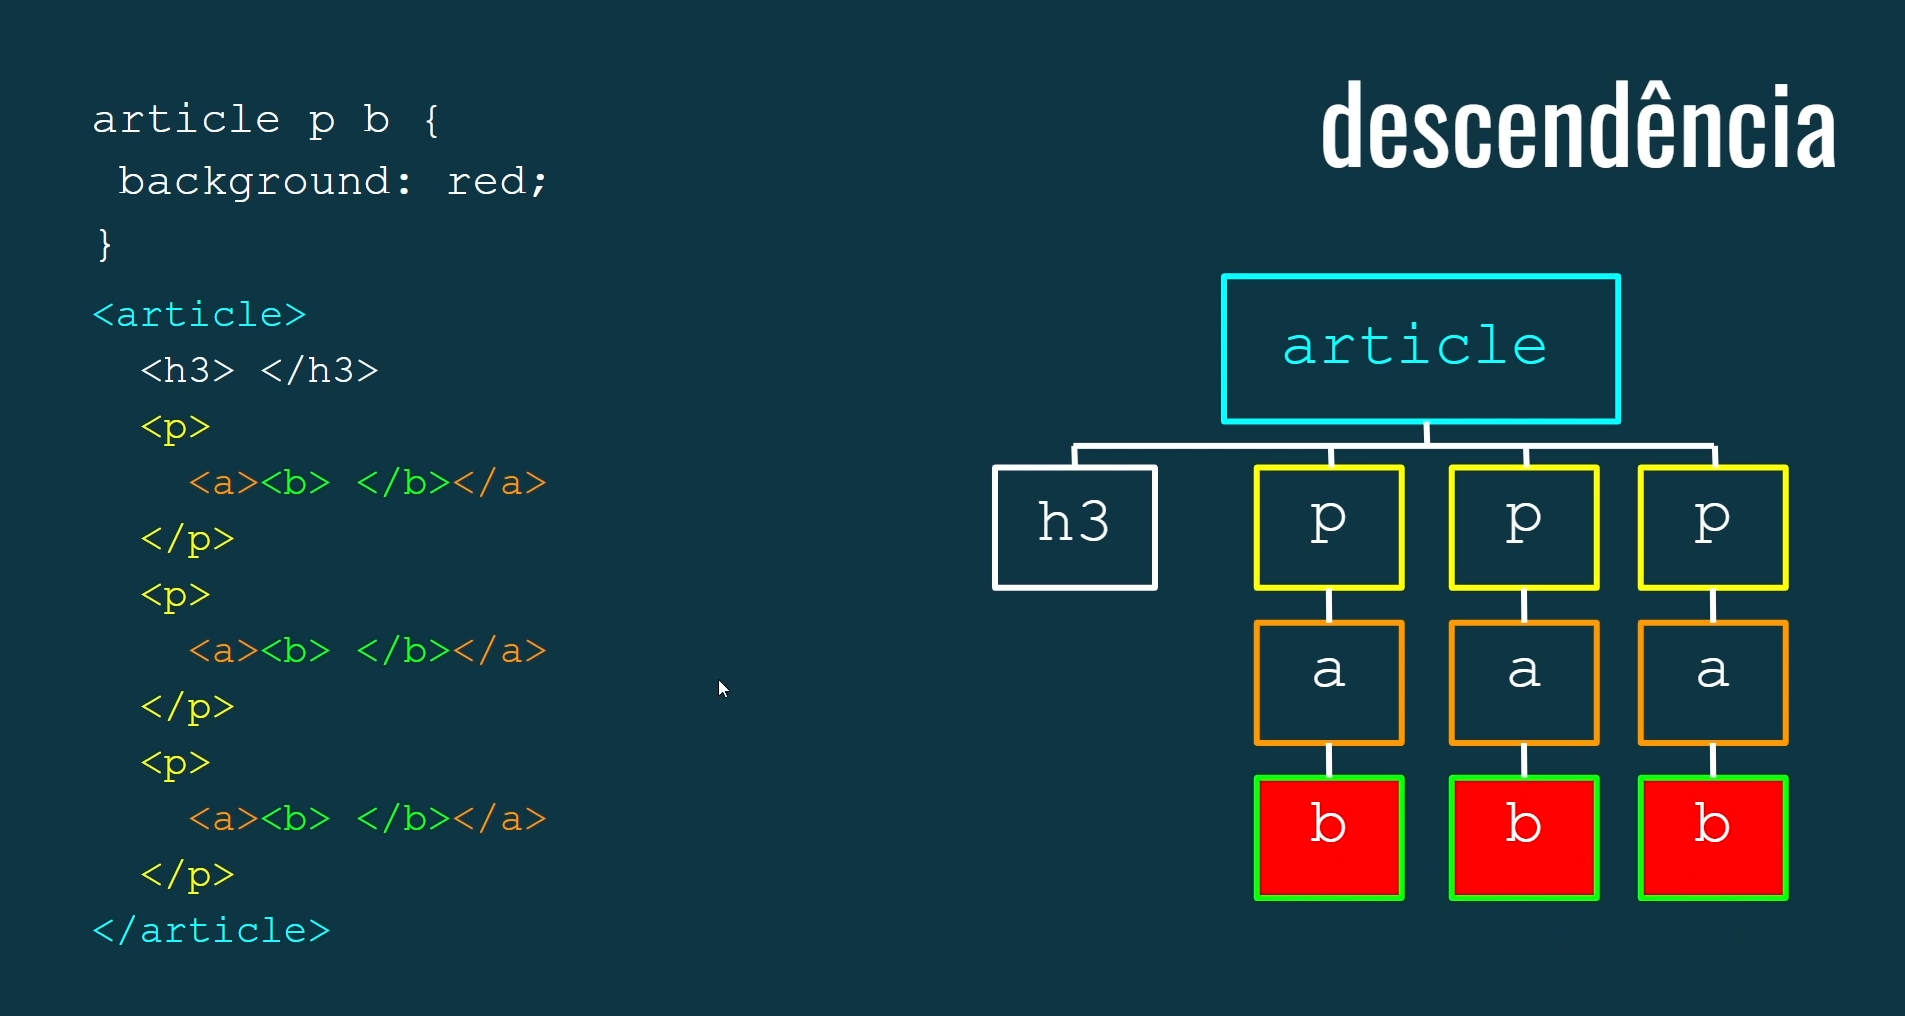 descendência
article p b {
 background: red;
}
<article>
  <h3> </h3>
  <p>
    <a><b> </b></a>
  </p>
  <p>
    <a><b> </b></a>
  </p>
  <p>
    <a><b> </b></a>
  </p>
</article>
article
h3 p p p
a a a
b b b